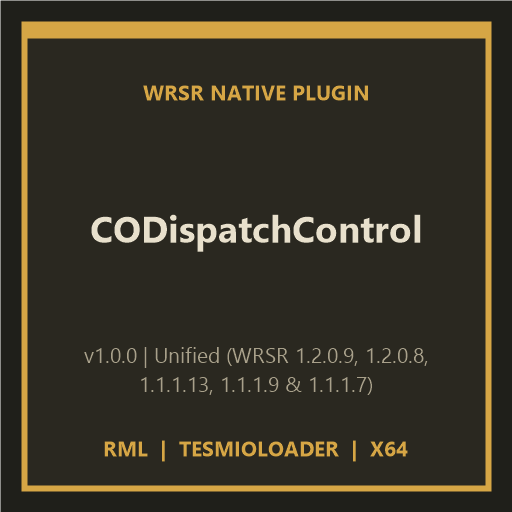 WRSR NATIVE PLUGIN
CODispatchControl
v1.0.0 | Unified (WRSR 1.2.0.9, 1.2.0.8,
1.1.1.13, 1.1.1.9 & 1.1.1.7)
RML | TESMIOLOADER | X64